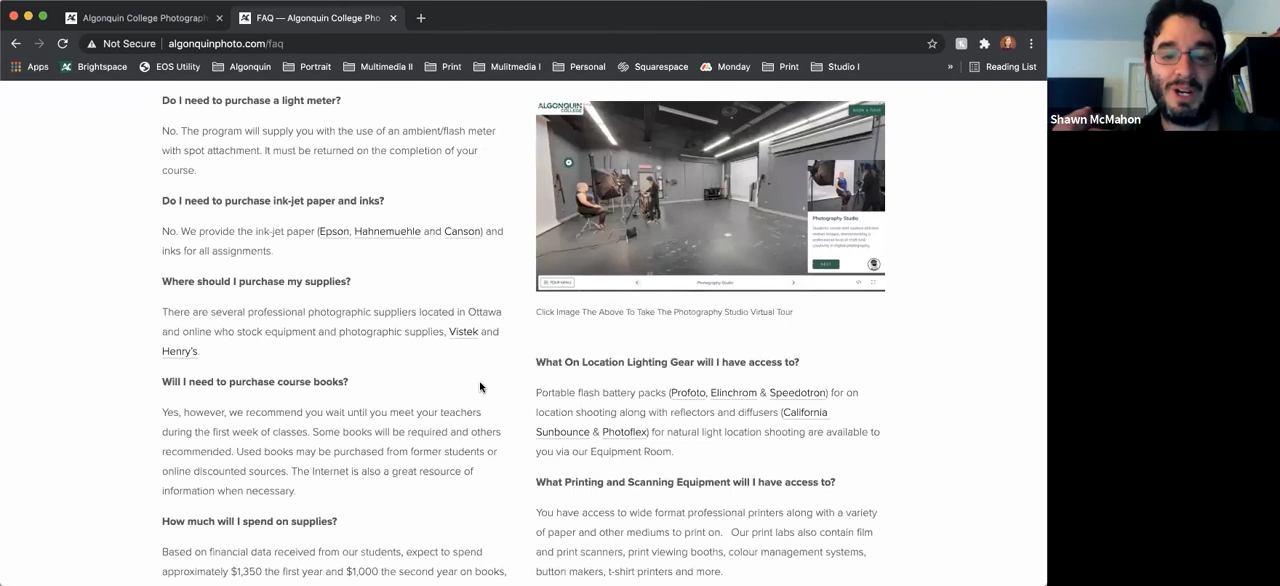 Algonquin College Photograph
FAQ — Algonquin College Pho
Not Secure
algonquinphoto.com/faq
Apps
Brightspace
EOS Utility
Algonquin
Portrait
Multimedia II
Print
Mulitmedia I
Personal
Squarespace
Monday
Print
Studio I
»
Reading List
Shawn McMahon
Do I need to purchase a light meter?
No. The program will supply you with the use of an ambient/flash meter
with spot attachment. It must be returned on the completion of your
course.
Do I need to purchase ink-jet paper and inks?
No. We provide the ink-jet paper (Epson, Hahnemuehle and Canson) and
inks for all assignments.
Where should I purchase my supplies?
There are several professional photographic suppliers located in Ottawa
and online who stock equipment and photographic supplies, Vistek and
Henry's.
Will I need to purchase course books?
Yes, however, we recommend you wait until you meet your teachers
during the first week of classes. Some books will be required and others
recommended. Used books may be purchased from former students or
online discounted sources. The Internet is also a great resource of
information when necessary.
How much will I spend on supplies?
Based on financial data received from our students, expect to spend
approximately $1,350 the first year and $1,000 the second year on books,
ALGONQUIN
COLLEGE
Photography Studio
NEXT
Photography Studio
Click Image The Above To Take The Photography Studio Virtual Tour
What On Location Lighting Gear will I have access to?
Portable flash battery packs (Profoto, Elinchrom & Speedotron) for on
location shooting along with reflectors and diffusers (California
Sunbounce & Photoflex) for natural light location shooting are available to
you via our Equipment Room.
What Printing and Scanning Equipment will I have access to?
You have access to wide format professional printers along with a variety
of paper and other mediums to print on. Our print labs also contain film
and print scanners, print viewing booths, colour management systems,
button makers, t-shirt printers and more.